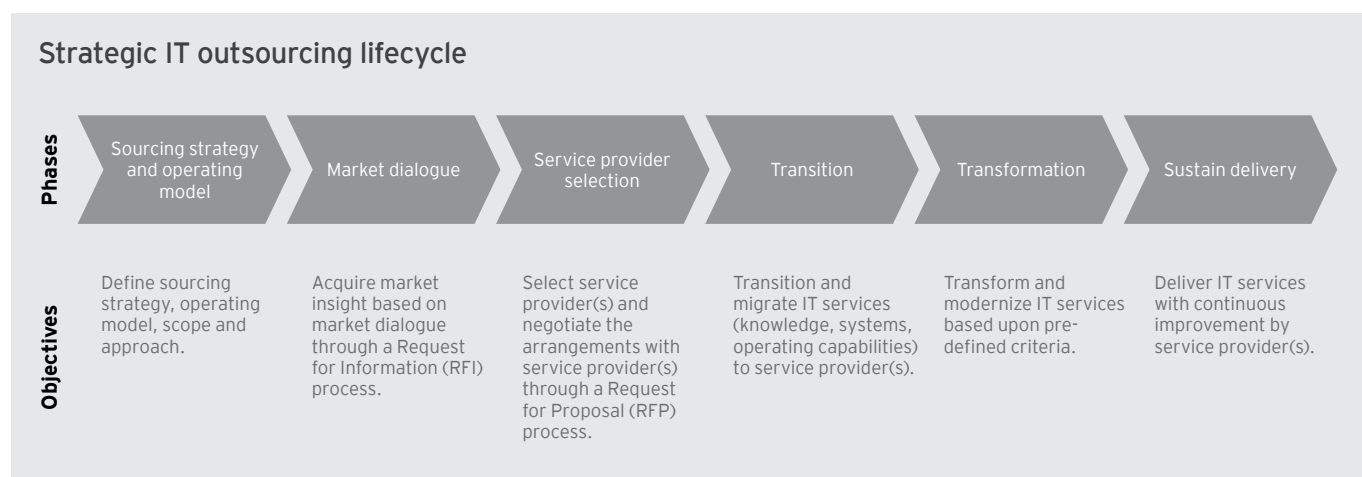 Strategic IT outsourcing lifecycle
Phases
Sourcing strategy
and operating
model
Market dialogue
Service provider
selection
Transition
Transformation
Sustain delivery
Objectives
Define sourcing
strategy, operating
model, scope and
approach.
Acquire market
insight based on
market dialogue
through a Request
for Information (RFI)
process.
Select service
provider(s) and
negotiate the
arrangements with
service provider(s)
through a Request
for Proposal (RFP)
process.
Transition and
migrate IT services
(knowledge, systems,
operating capabilities)
to service provider(s).
Transform and
modernize IT services
based upon pre-
defined criteria.
Deliver IT services
with continuous
improvement by
service provider(s).